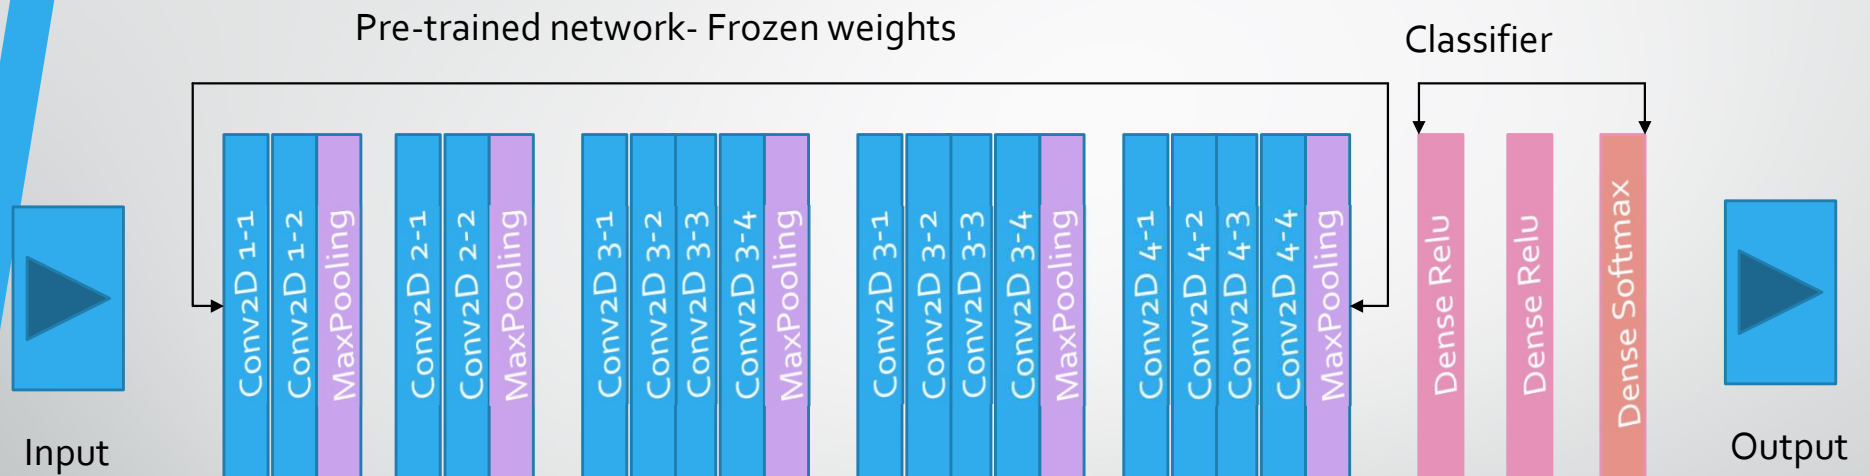 Pre-trained network- Frozen weights
Classifier
Input
Conv2D 1-1
Conv2D 1-2
MaxPooling
Conv2D 2-1
Conv2D 2-2
MaxPooling
Conv2D 3-1
Conv2D 3-2
Conv2D 3-3
Conv2D 3-4
MaxPooling
Conv2D 3-1
Conv2D 3-2
Conv2D 3-3
Conv2D 3-4
MaxPooling
Conv2D 4-1
Conv2D 4-2
Conv2D 4-3
Conv2D 4-4
MaxPooling
Dense Relu
Dense Relu
Dense Softmax
Output